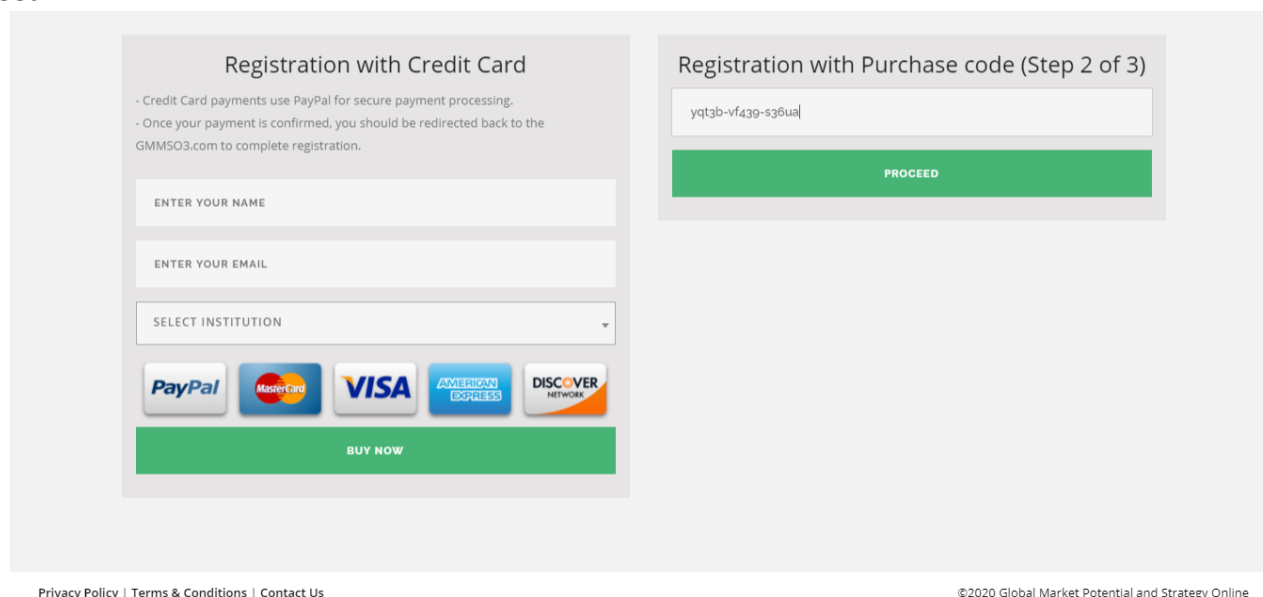 Registration with Credit Card
- Credit Card payments use PayPal for secure payment processing.
- Once your payment is confirmed, you should be redirected back to the
GMMSO3.com to complete registration.
ENTER YOUR NAME
ENTER YOUR EMAIL
SELECT INSTITUTION
PayPal
MasterCard
VISA
AMERICAN
EXPRESS
DISCOVER
NETWORK
BUY NOW
Registration with Purchase code (Step 2 of 3)
yqt3b-vf439-s36ua
PROCEED
Privacy Policy | Terms & Conditions | Contact Us
©2020 Global Market Potential and Strategy Online